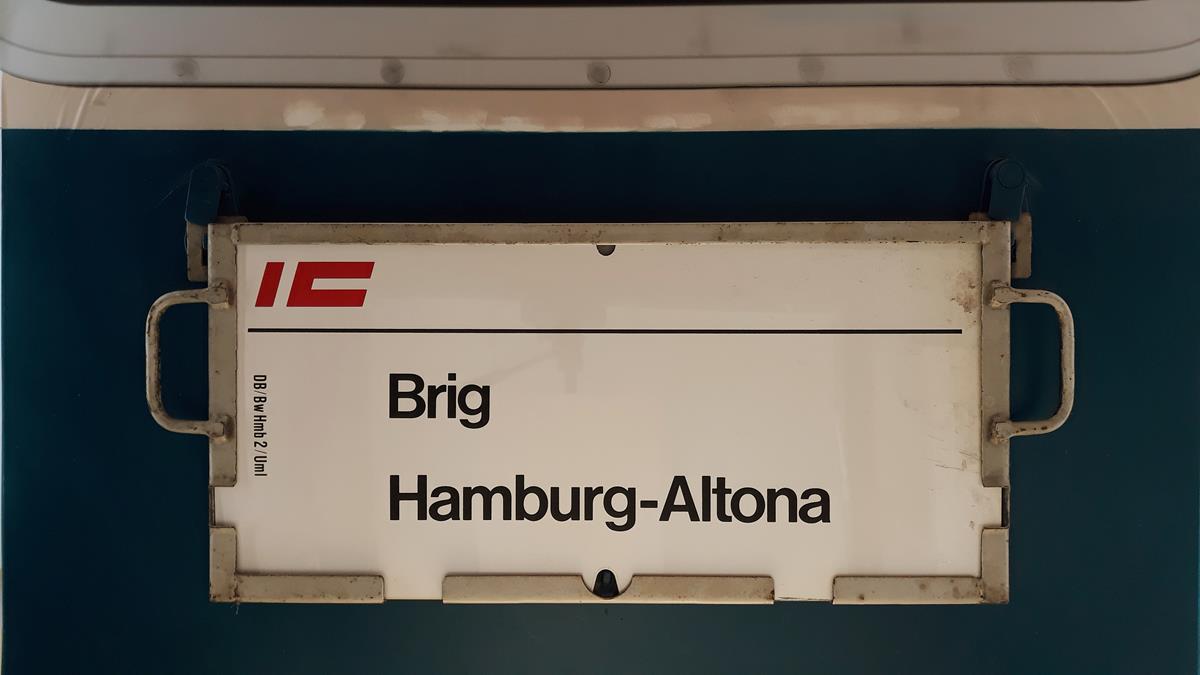 IC
Brig
Hamburg-Altona
DB/Bw Hmb 2/Uml